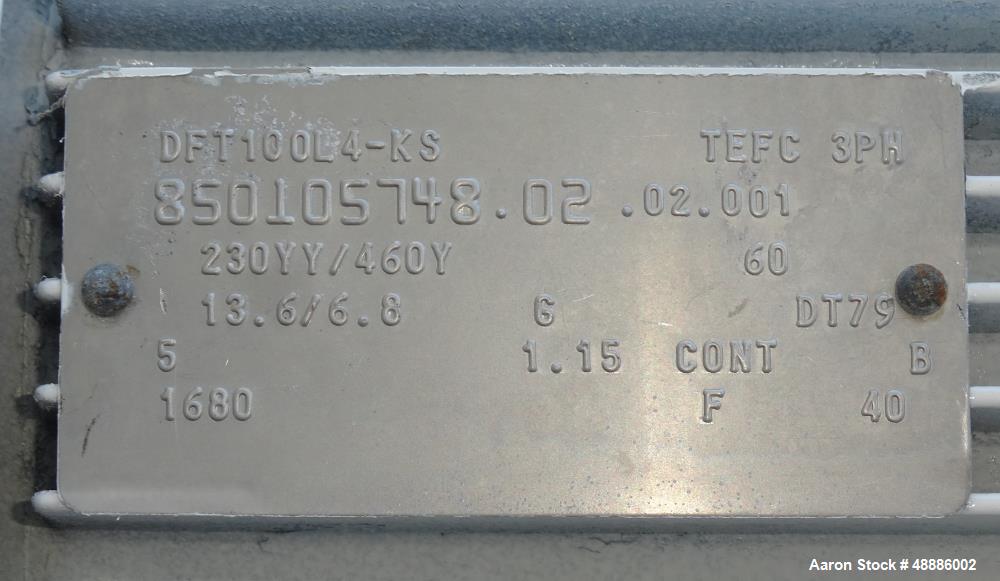 DFT100L4-KS TEFC 3PH
850105748.02 .02.001
230YY/460Y 60
13.6/6.8 G DT79
5 1.15 CONT B
1680 F 40
Aaron Stock # 48886002